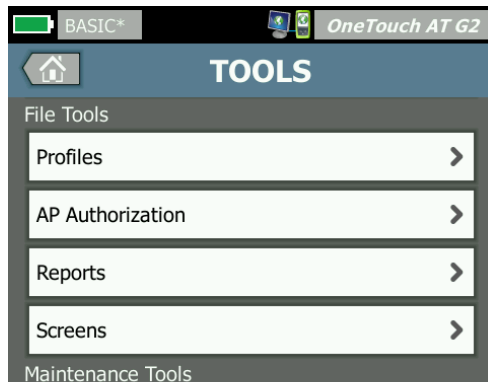 BASIC*
OneTouch AT G2
TOOLS
File Tools
Profiles
AP Authorization
Reports
Screens
Maintenance Tools